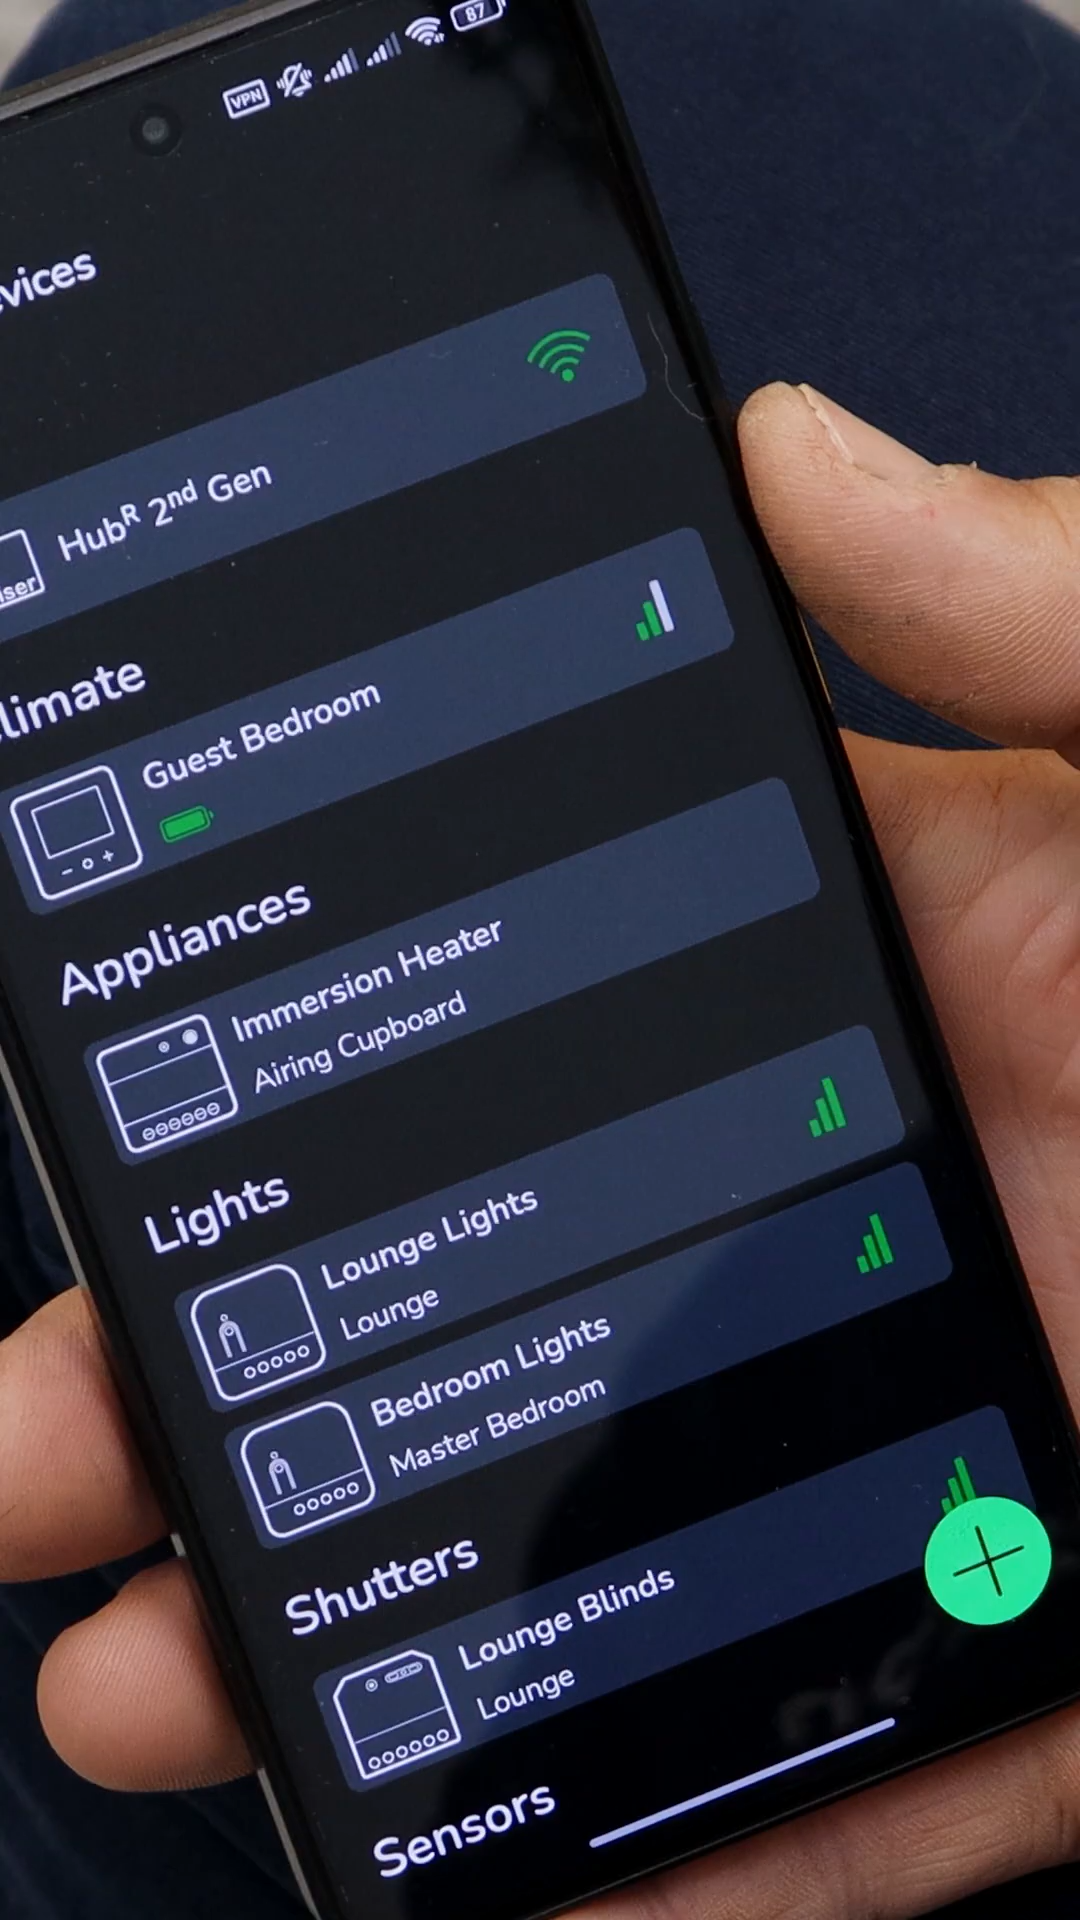 VPN
87
vices
Hubᴿ 2ⁿᵈ Gen
iser
limate
Guest Bedroom
Appliances
Immersion Heater
Airing Cupboard
Lights
Lounge Lights
Lounge
Bedroom Lights
Master Bedroom
Shutters
Lounge Blinds
Lounge
Sensors